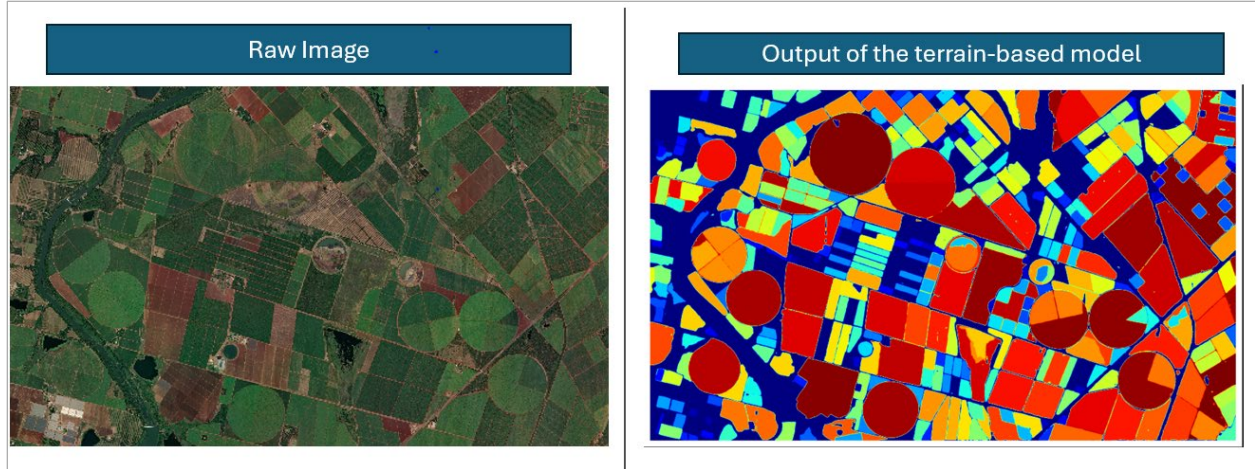 Raw Image
Output of the terrain-based model